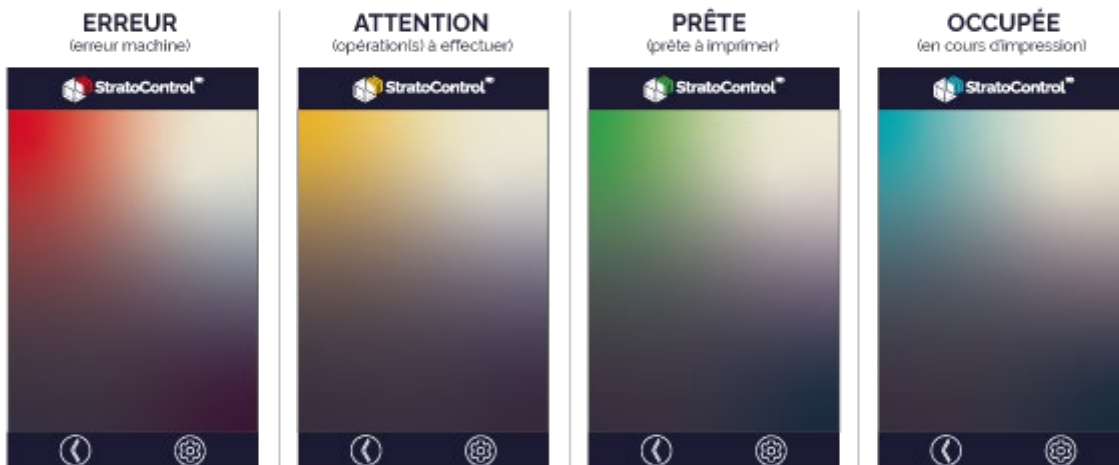 ERREUR
(erreur machine)
StratoControl
ATTENTION
(opération(s) à effectuer)
StratoControl
PRÊTE
(prête à imprimer)
StratoControl
OCCUPÉE
(en cours d'impression)
StratoControl